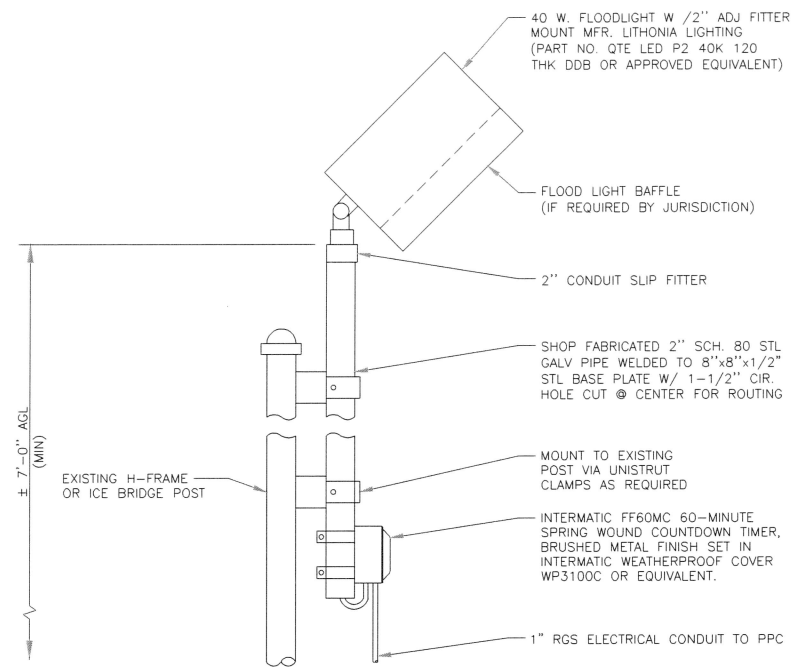 40 W. FLOODLIGHT W /2'' ADJ FITTER
MOUNT MFR. LITHONIA LIGHTING
(PART NO. QTE LED P2 40K 120
THK DDB OR APPROVED EQUIVALENT)
FLOOD LIGHT BAFFLE
(IF REQUIRED BY JURISDICTION)
2'' CONDUIT SLIP FITTER
SHOP FABRICATED 2'' SCH. 80 STL
GALV PIPE WELDED TO 8''x8''x1/2"
STL BASE PLATE W/ 1-1/2'' CIR.
HOLE CUT @ CENTER FOR ROUTING
± 7'-0'' AGL
(MIN)
EXISTING H-FRAME
OR ICE BRIDGE POST
MOUNT TO EXISTING
POST VIA UNISTRUT
CLAMPS AS REQUIRED
INTERMATIC FF60MC 60-MINUTE
SPRING WOUND COUNTDOWN TIMER,
BRUSHED METAL FINISH SET IN
INTERMATIC WEATHERPROOF COVER
WP3100C OR EQUIVALENT.
1" RGS ELECTRICAL CONDUIT TO PPC